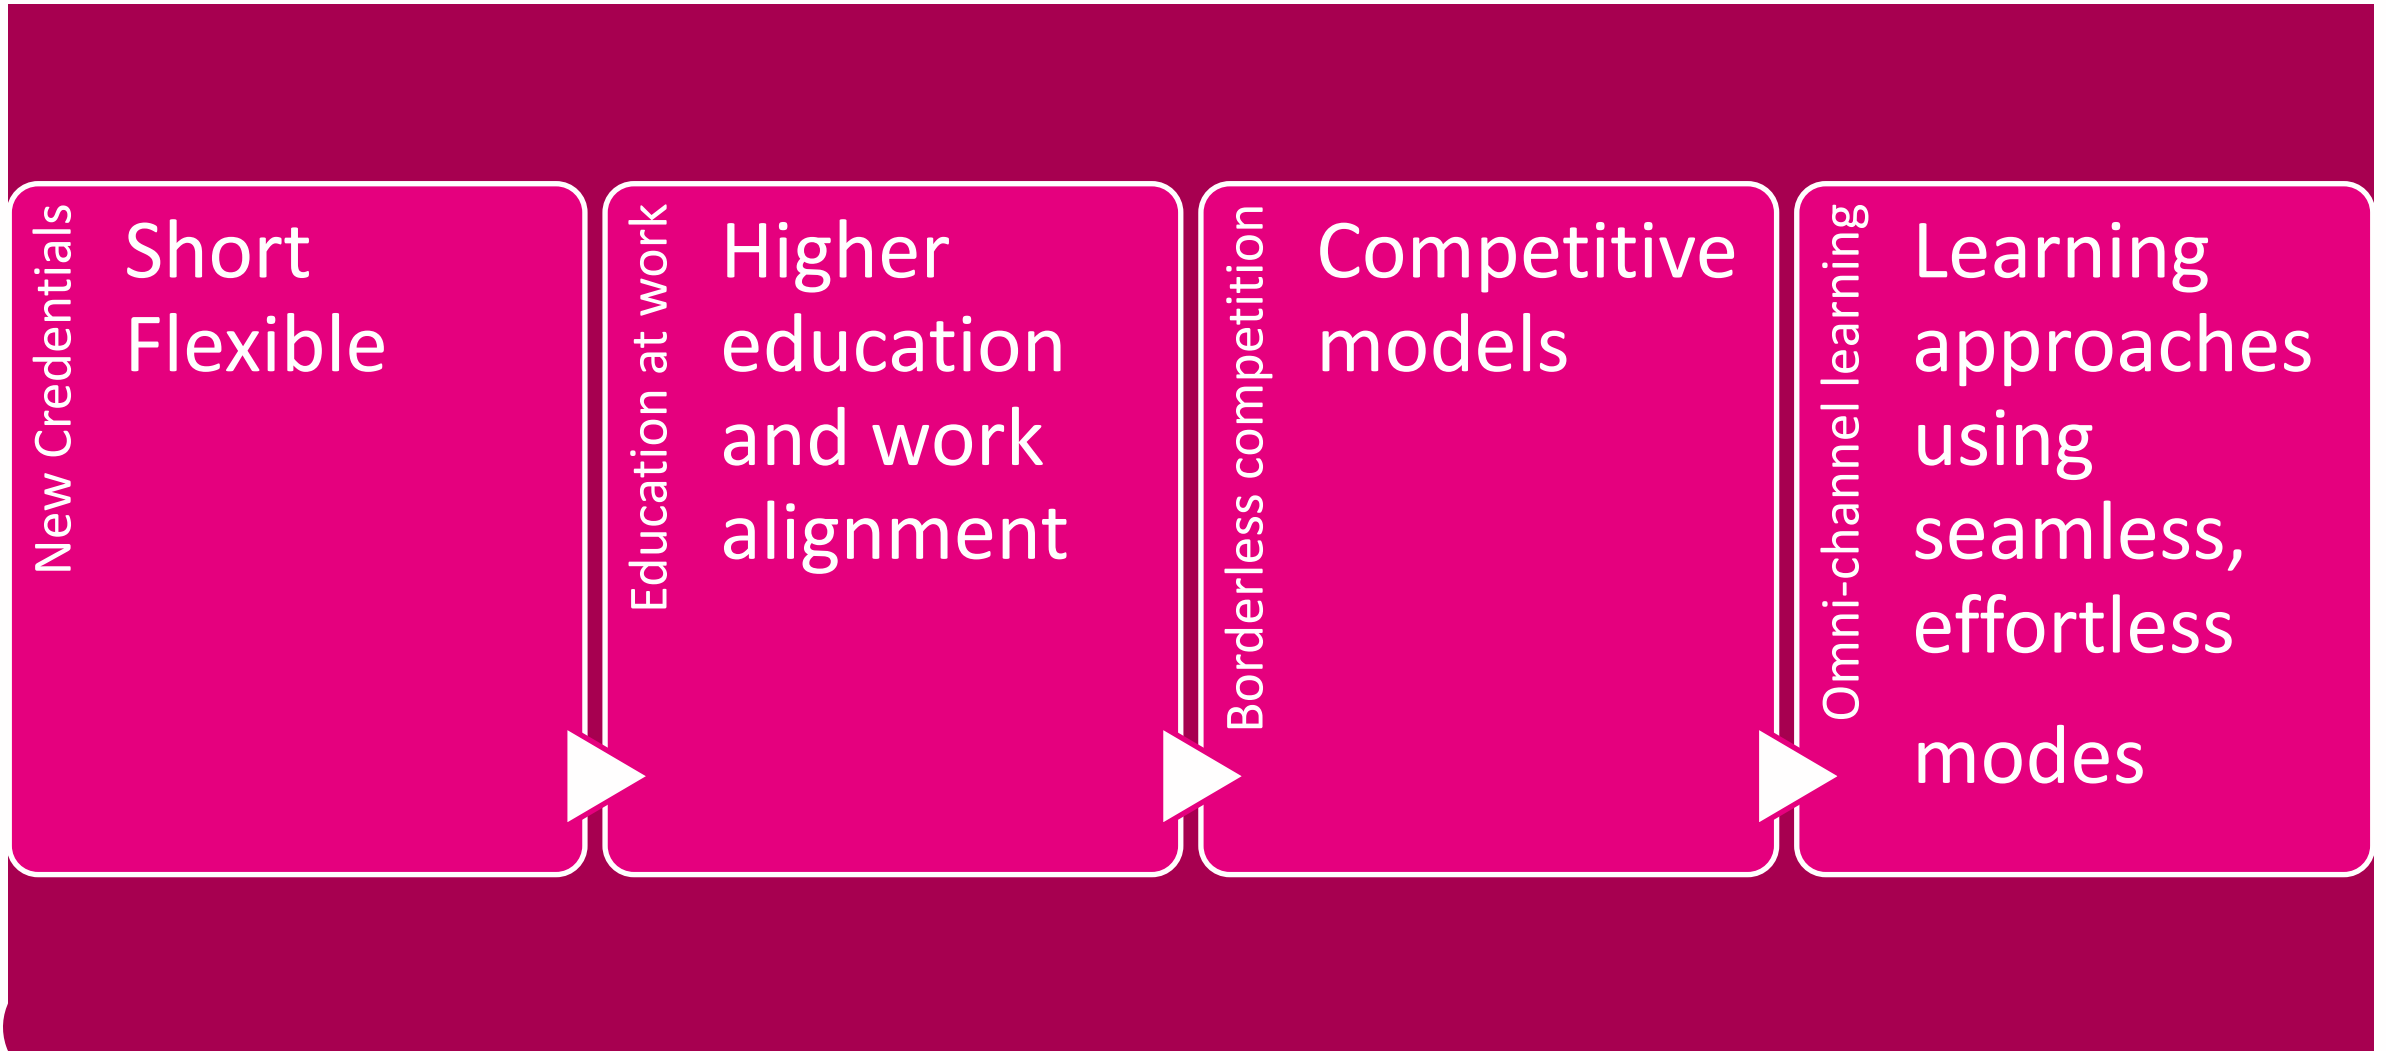 New Credentials
Short
Flexible
Education at work
Higher
education
and work
alignment
Borderless competition
Competitive
models
Omni-channel learning
Learning
approaches
using
seamless,
effortless
modes